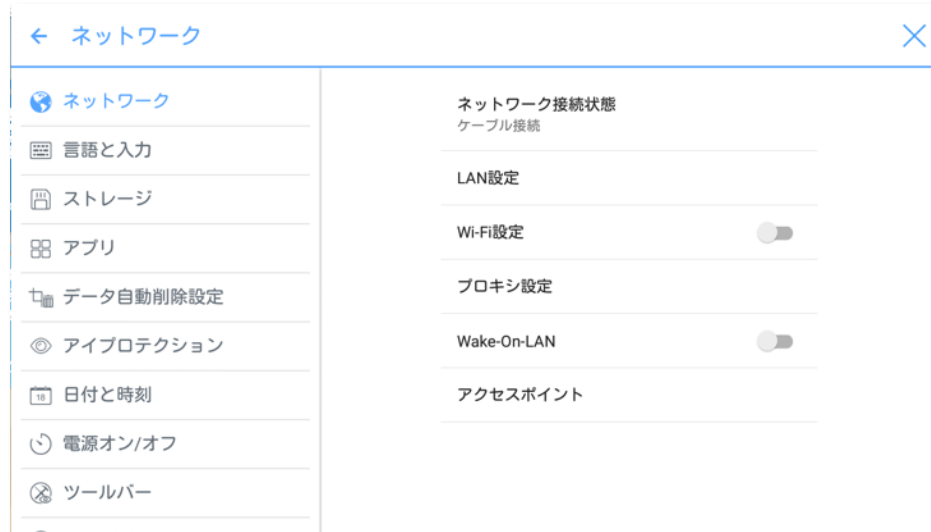 ネットワーク
ネットワーク
言語と入力
ストレージ
アプリ
データ自動削除設定
アイプロテクション
18
日付と時刻
電源オン/オフ
ツールバー
ネットワーク接続状態
ケーブル接続
LAN設定
Wi-Fi設定
プロキシ設定
Wake-On-LAN
アクセスポイント